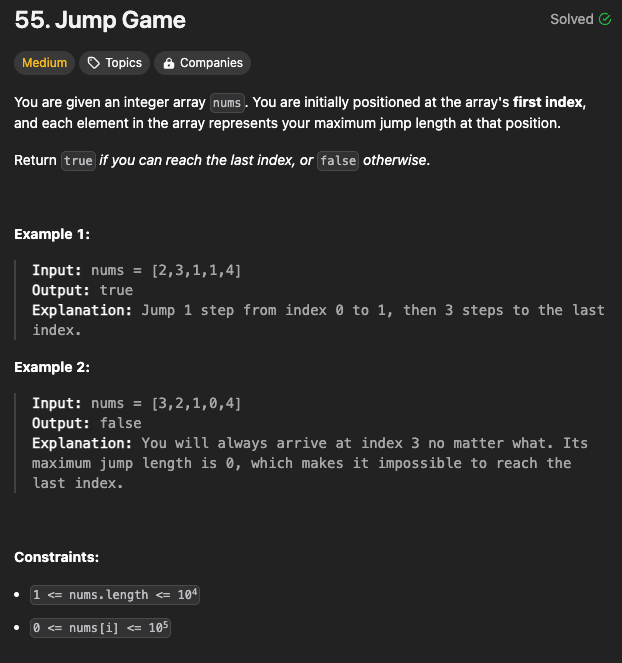 55. Jump Game
Solved
Medium
Topics
Companies
You are given an integer array nums. You are initially positioned at the array's first index,
and each element in the array represents your maximum jump length at that position.
Return true if you can reach the last index, or false otherwise.
Example 1:
Input: nums = [2,3,1,1,4]
Output: true
Explanation: Jump 1 step from index 0 to 1, then 3 steps to the last
index.
Example 2:
Input: nums = [3,2,1,0,4]
Output: false
Explanation: You will always arrive at index 3 no matter what. Its
maximum jump length is 0, which makes it impossible to reach the
last index.
Constraints:
• 1 <= nums.length <= 10⁴
• 0 <= nums[i] <= 10⁵